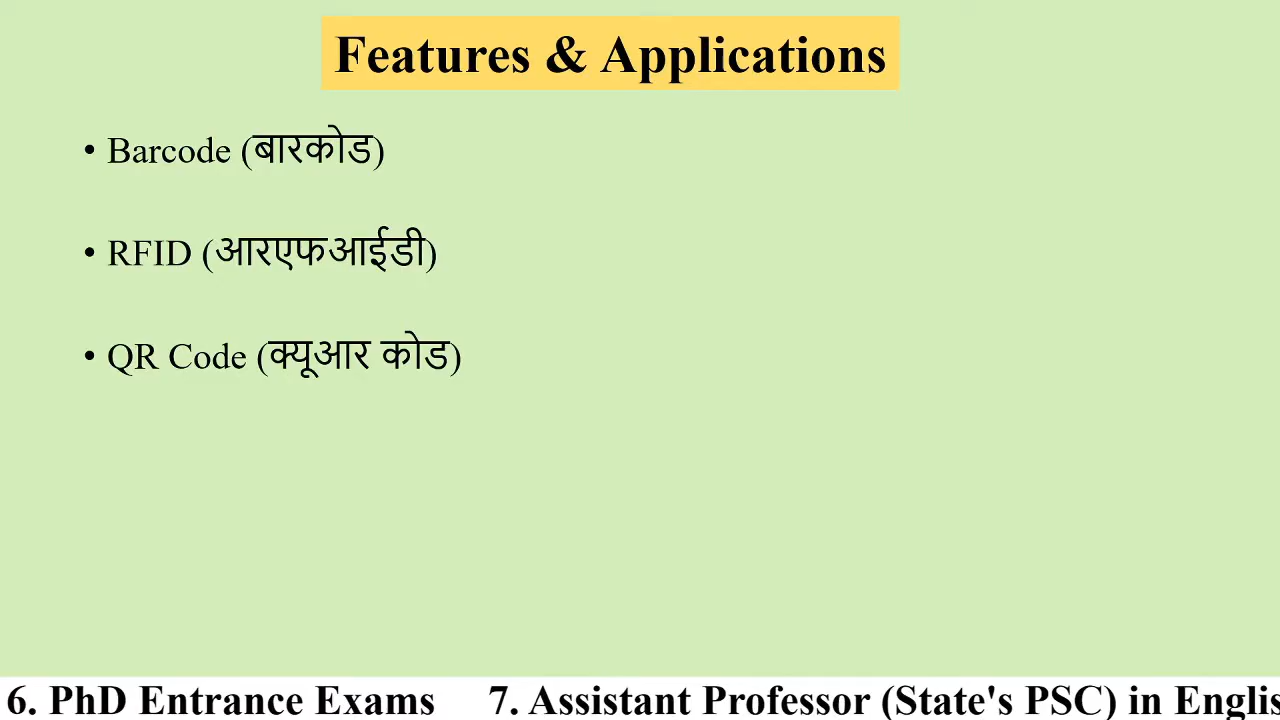 Features & Applications
• Barcode (बारकोड)
• RFID (आरएफआईडी)
• QR Code (क्यूआर कोड)
6. PhD Entrance Exams 7. Assistant Professor (State's PSC) in Englis